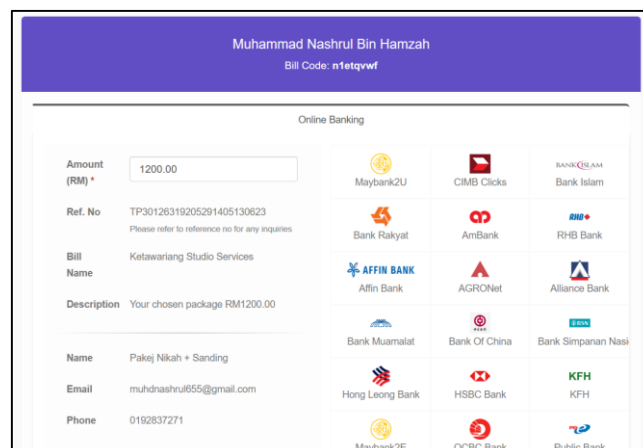 Muhammad Nashrul Bin Hamzah
Bill Code: n1etqvwf
Online Banking
Amount (RM) *
1200.00
Ref. No
TP30126319205291405130623
Please refer to reference no for any inquiries
Bill Name
Ketawariang Studio Services
Description
Your chosen package RM1200.00
Name
Pakej Nikah + Sanding
Email
muhdnashrul655@gmail.com
Phone
0192837271
Maybank2U
CIMB Clicks
BANK ISLAM
Bank Islam
Bank Rakyat
AmBank
RHB
RHB Bank
AFFIN BANK
Affin Bank
AGRONet
Alliance Bank
Bank Muamalat
Bank Of China
BSN
Bank Simpanan Nasi
Hong Leong Bank
HSBC Bank
KFH
KFH
Maybank2E
OCBC Bank
Public Bank